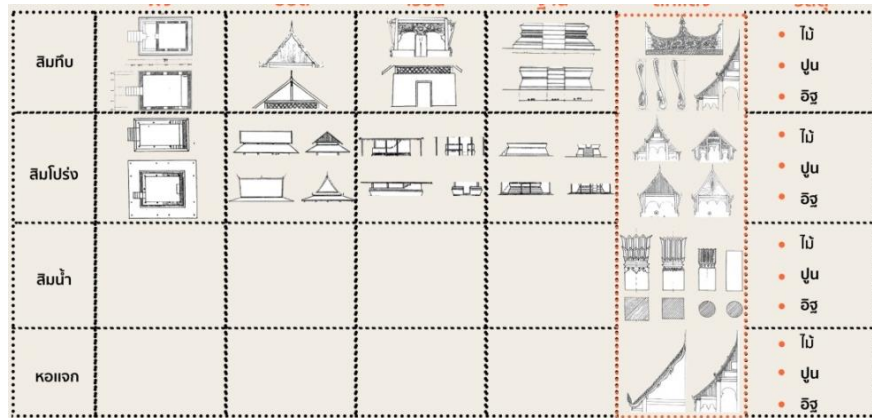 สิมทึบ
ไม้
ปูน
อิฐ
สิมโปร่ง
ไม้
ปูน
อิฐ
สิมน้ำ
ไม้
ปูน
อิฐ
หอแจก
ไม้
ปูน
อิฐ